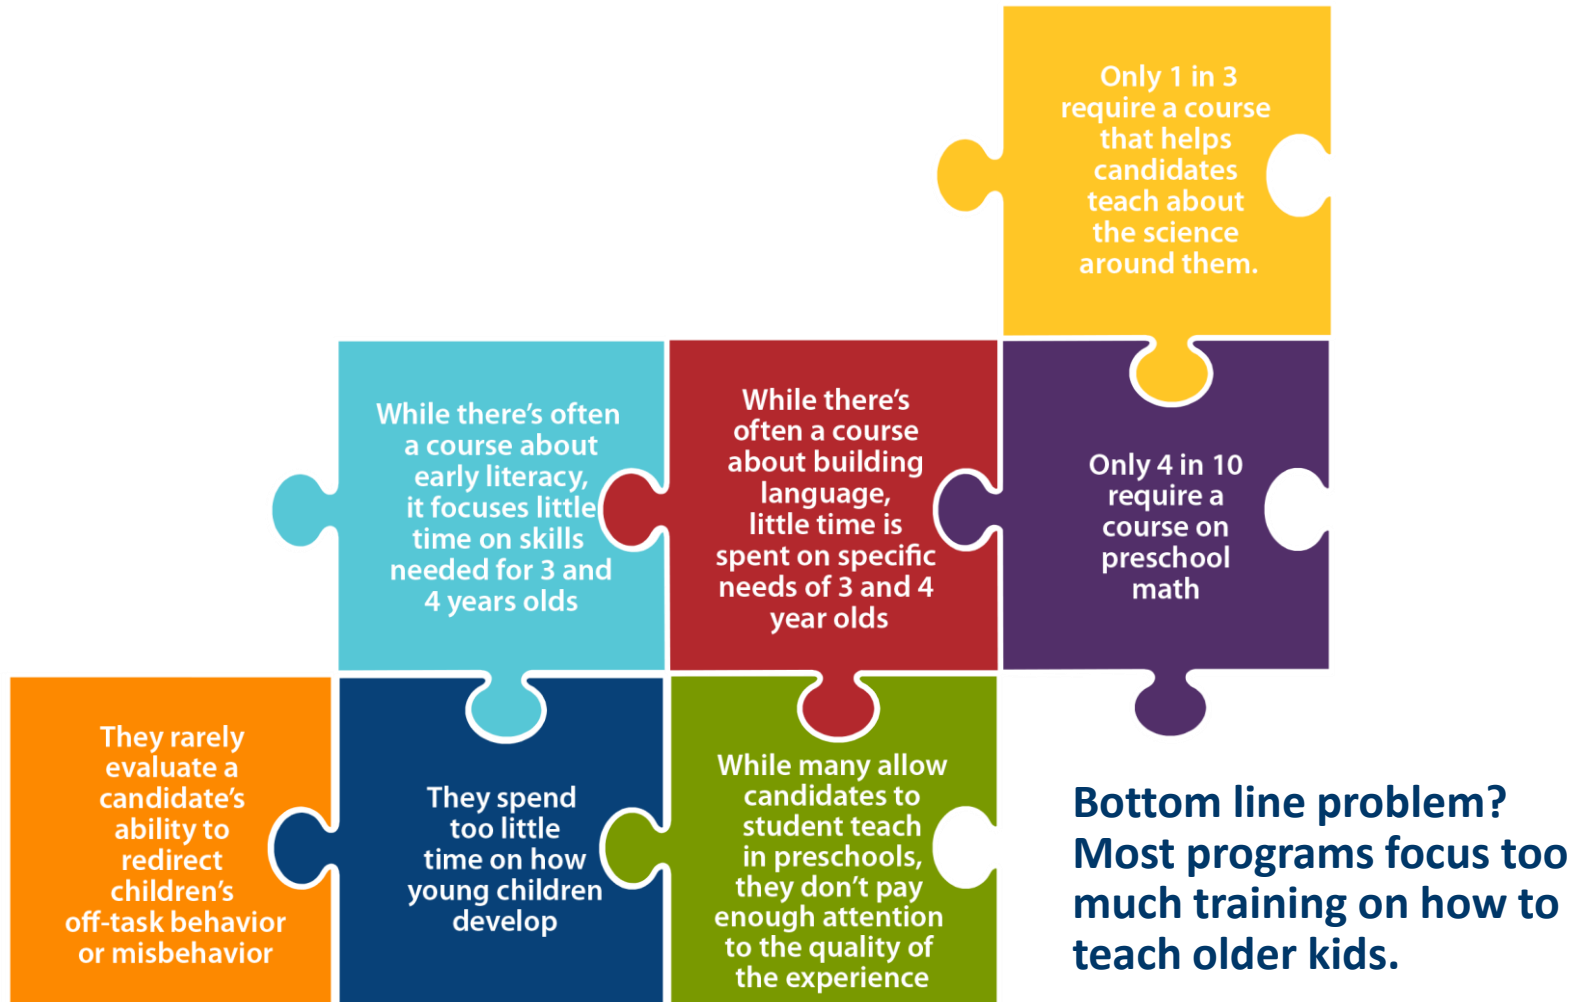 Only 1 in 3
require a course
that helps
candidates
teach about
the science
around them.
While there’s often
a course about
early literacy,
it focuses little
time on skills
needed for 3 and
4 years olds
While there’s
often a course
about building
language,
little time is
spent on specific
needs of 3 and 4
year olds
Only 4 in 10
require a
course on
preschool
math
They rarely
evaluate a
candidate’s
ability to
redirect
children’s
off-task behavior
or misbehavior
They spend
too little
time on how
young children
develop
While many allow
candidates to
student teach
in preschools,
they don’t pay
enough attention
to the quality of
the experience
Bottom line problem?
Most programs focus too
much training on how to
teach older kids.